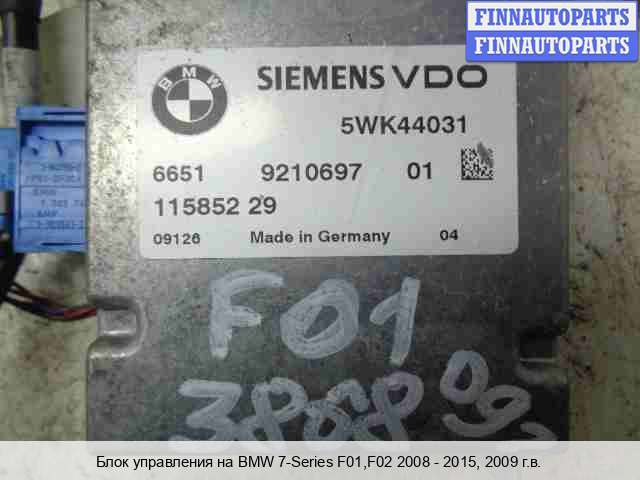 FINNAUTOPARTS
FINNAUTOPARTS
BMW
SIEMENS VDO
5WK44031
6651 9210697 01
115852 29
09126 Made in Germany 04
F01
3868
Блок управления на BMW 7-Series F01,F02 2008 - 2015, 2009 г.в.